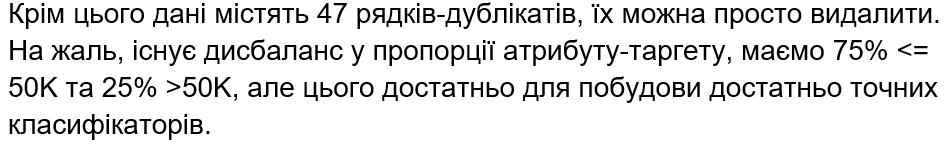 Крім цього дані містять 47 рядків-дублікатів, їх можна просто видалити.
На жаль, існує дисбаланс у пропорції атрибуту-таргету, маємо 75% <=
50K та 25% >50K, але цього достатньо для побудови достатньо точних
класифікаторів.